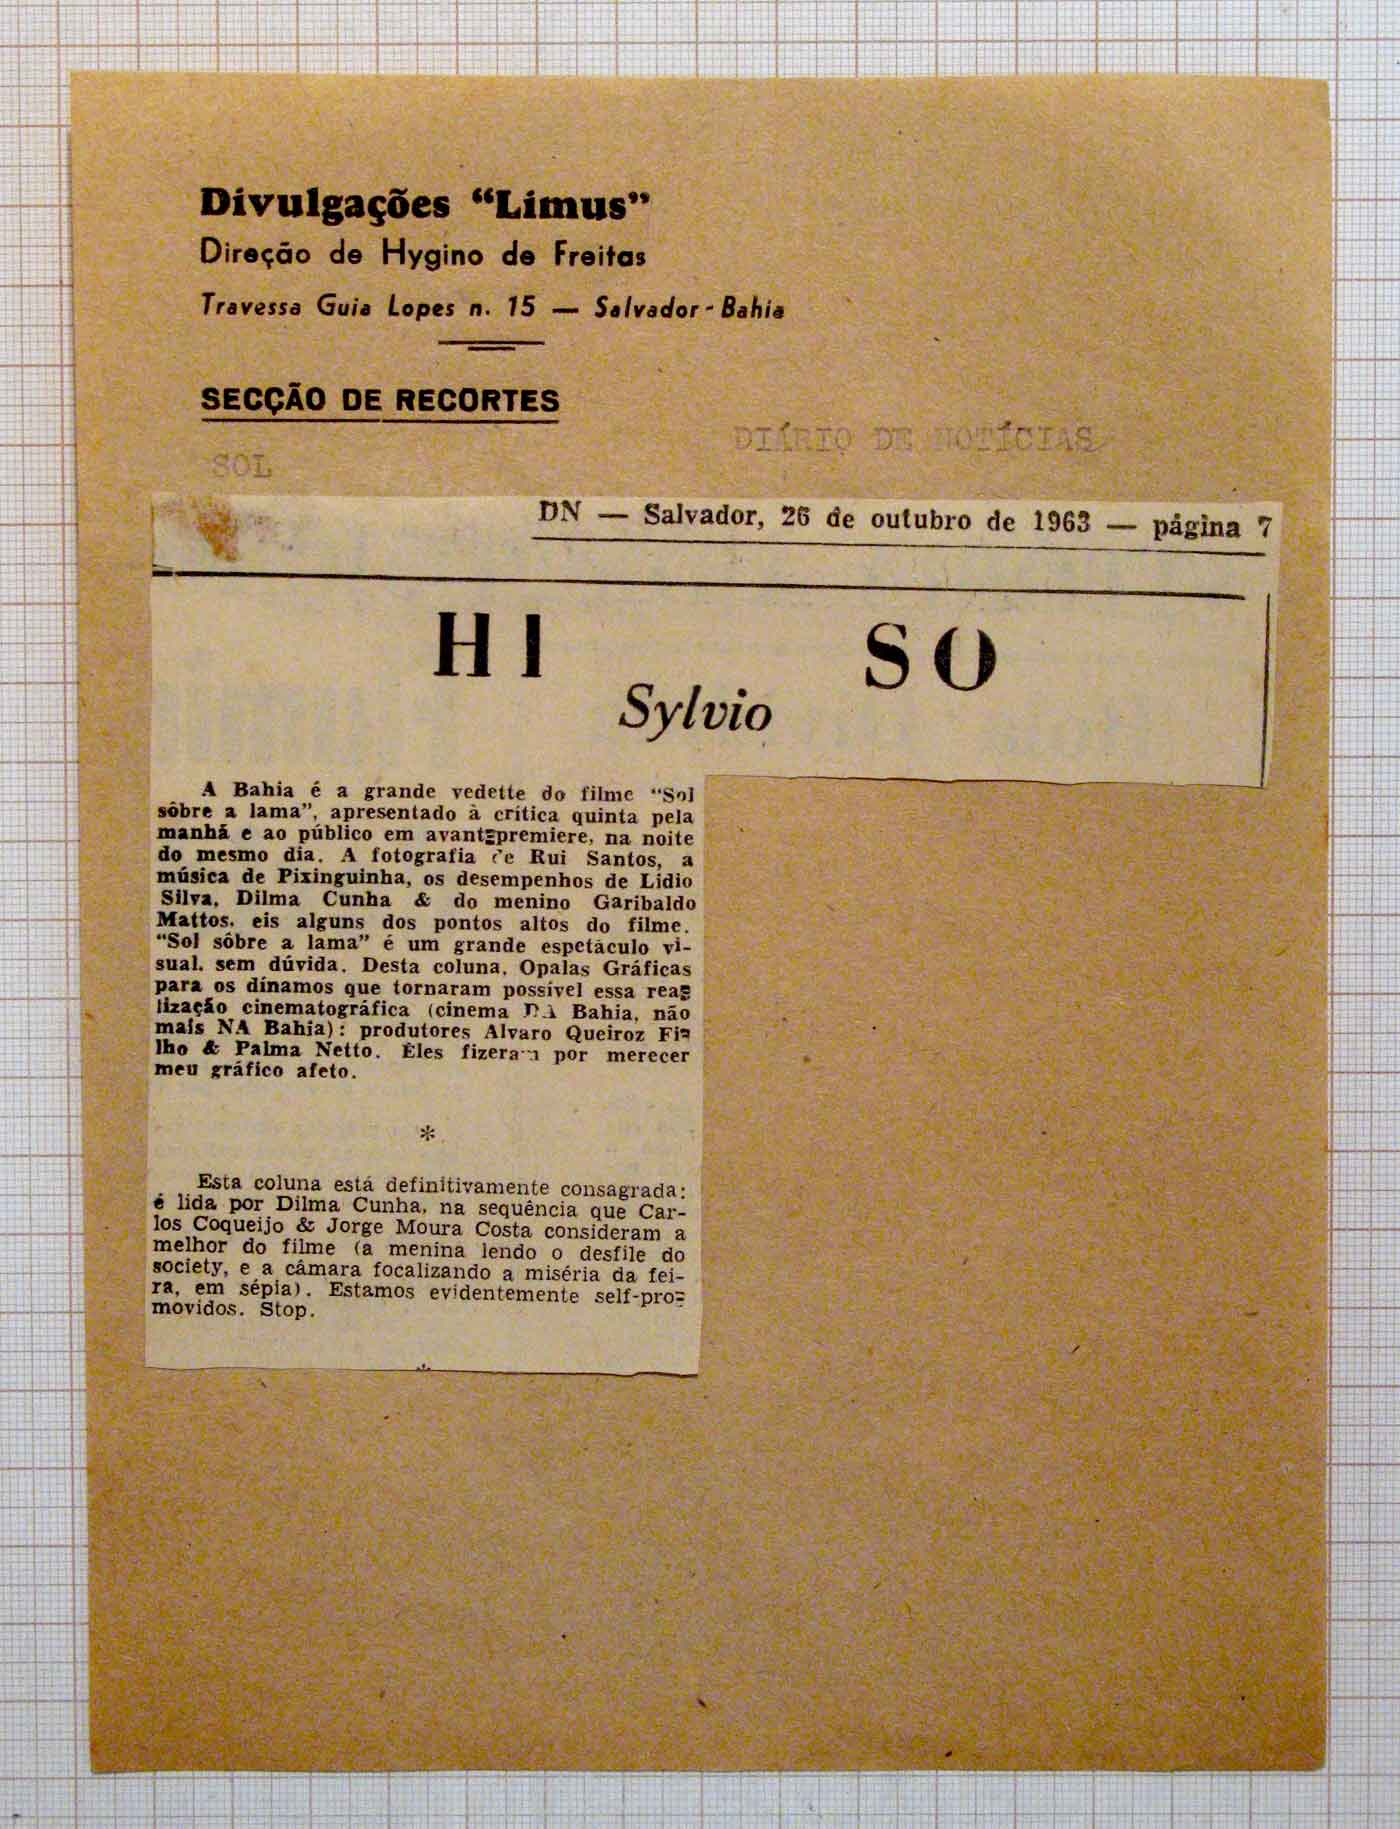 Divulgações “Limus”
Direção de Hygino de Freitas
Travessa Guia Lopes n. 15 — Salvador-Bahia
SECÇÃO DE RECORTES
DIÁRIO DE NOTÍCIAS
SOL
DN — Salvador, 26 de outubro de 1963 — página 7
HI SO
Sylvio
A Bahia é a grande vedette do filme “Sol
sôbre a lama”, apresentado à crítica quinta pela
manhã e ao público em avant-premiere, na noite
do mesmo dia. A fotografia de Rui Santos, a
música de Pixinguinha, os desempenhos de Lidio
Silva, Dilma Cunha & do menino Garibaldo
Mattos. eis alguns dos pontos altos do filme.
“Sol sôbre a lama” é um grande espetáculo vi-
sual. sem dúvida. Desta coluna, Opalas Gráficas
para os dínamos que tornaram possível essa rea-
lização cinematográfica (cinema DA Bahia, não
mais NA Bahia): produtores Alvaro Queiroz Fi-
lho & Palma Netto. Êles fizeram por merecer
meu gráfico afeto.
*
Esta coluna está definitivamente consagrada:
é lida por Dilma Cunha, na sequência que Car-
los Coqueijo & Jorge Moura Costa consideram a
melhor do filme (a menina lendo o desfile do
society, e a câmara focalizando a miséria da fei-
ra, em sépia). Estamos evidentemente self-pro-
movidos. Stop.